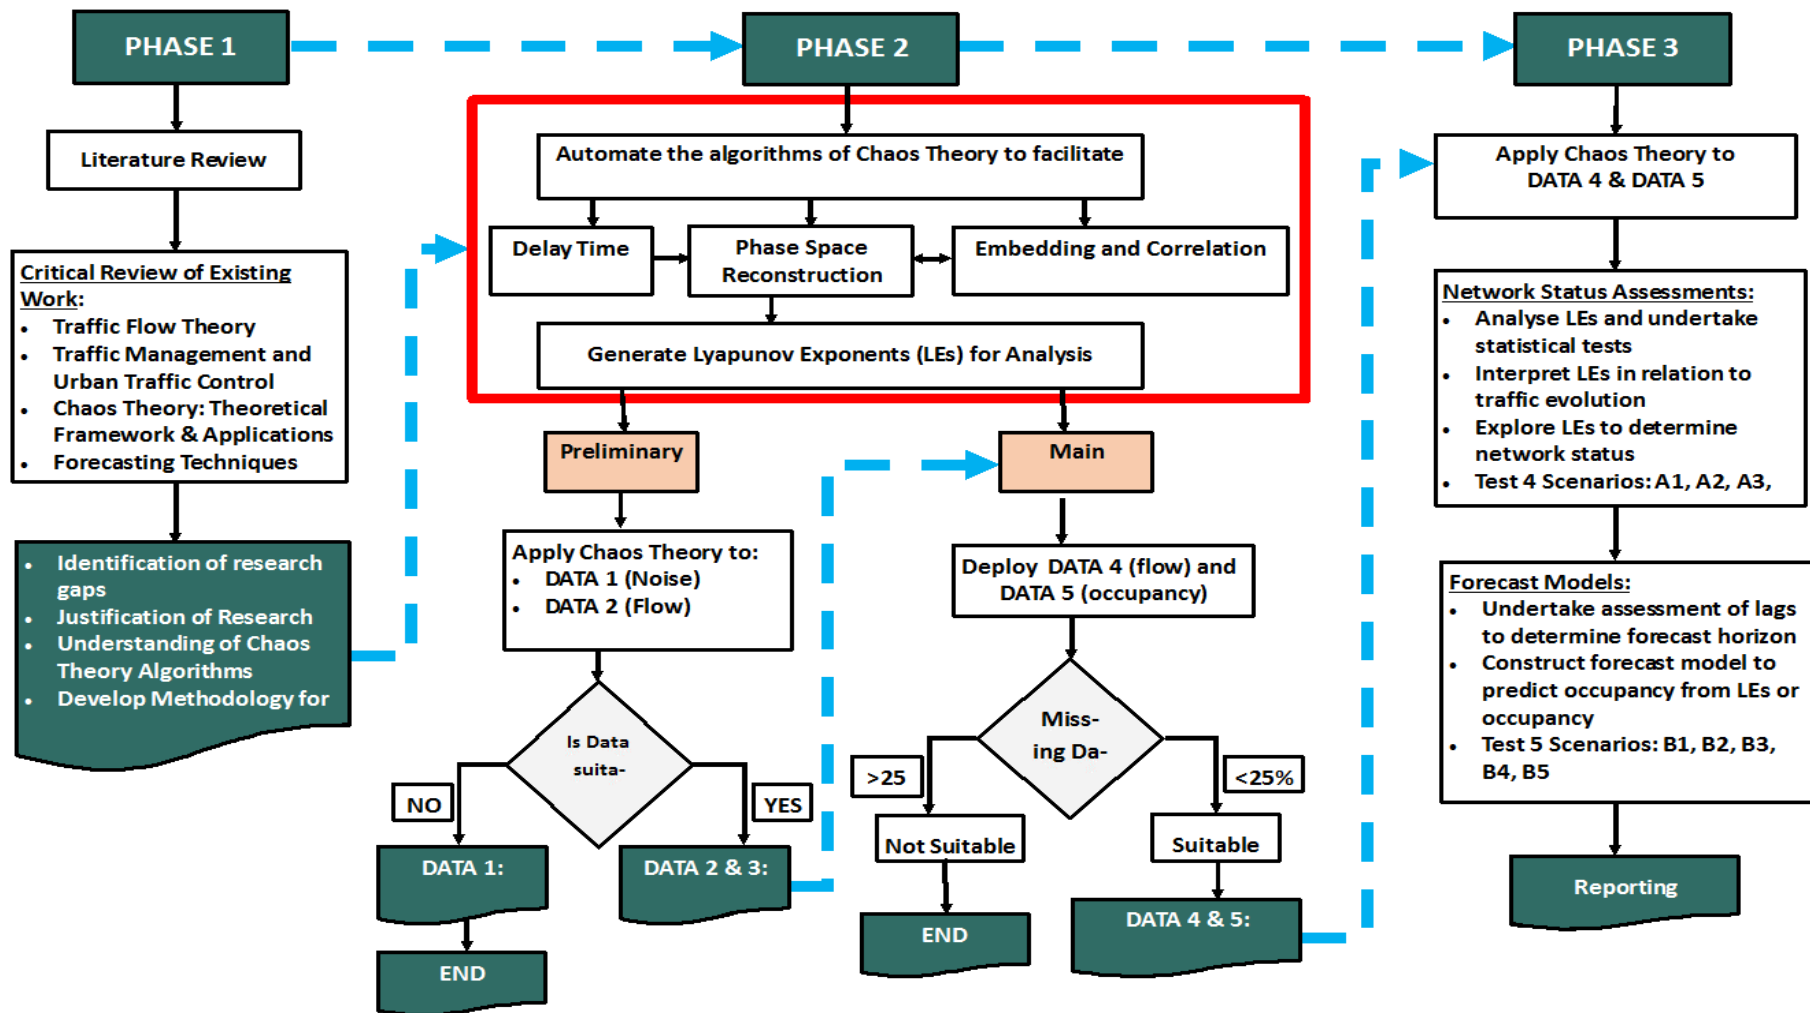 PHASE 1
PHASE 2
PHASE 3
Literature Review
Critical Review of Existing
Work:
• Traffic Flow Theory
• Traffic Management and
Urban Traffic Control
• Chaos Theory: Theoretical
Framework & Applications
• Forecasting Techniques
• Identification of research
gaps
• Justification of Research
• Understanding of Chaos
Theory Algorithms
• Develop Methodology for
Automate the algorithms of Chaos Theory to facilitate
Delay Time
Phase Space
Reconstruction
Embedding and Correlation
Generate Lyapunov Exponents (LEs) for Analysis
Preliminary
Apply Chaos Theory to:
• DATA 1 (Noise)
• DATA 2 (Flow)
Is Data
suita-
NO
YES
DATA 1:
END
DATA 2 & 3:
Main
Deploy DATA 4 (flow) and
DATA 5 (occupancy)
Miss-
ing Da-
>25
<25%
Not Suitable
Suitable
END
DATA 4 & 5:
Apply Chaos Theory to
DATA 4 & DATA 5
Network Status Assessments:
• Analyse LEs and undertake
statistical tests
• Interpret LEs in relation to
traffic evolution
• Explore LEs to determine
network status
• Test 4 Scenarios: A1, A2, A3,
Forecast Models:
• Undertake assessment of lags
to determine forecast horizon
• Construct forecast model to
predict occupancy from LEs or
occupancy
• Test 5 Scenarios: B1, B2, B3,
B4, B5
Reporting